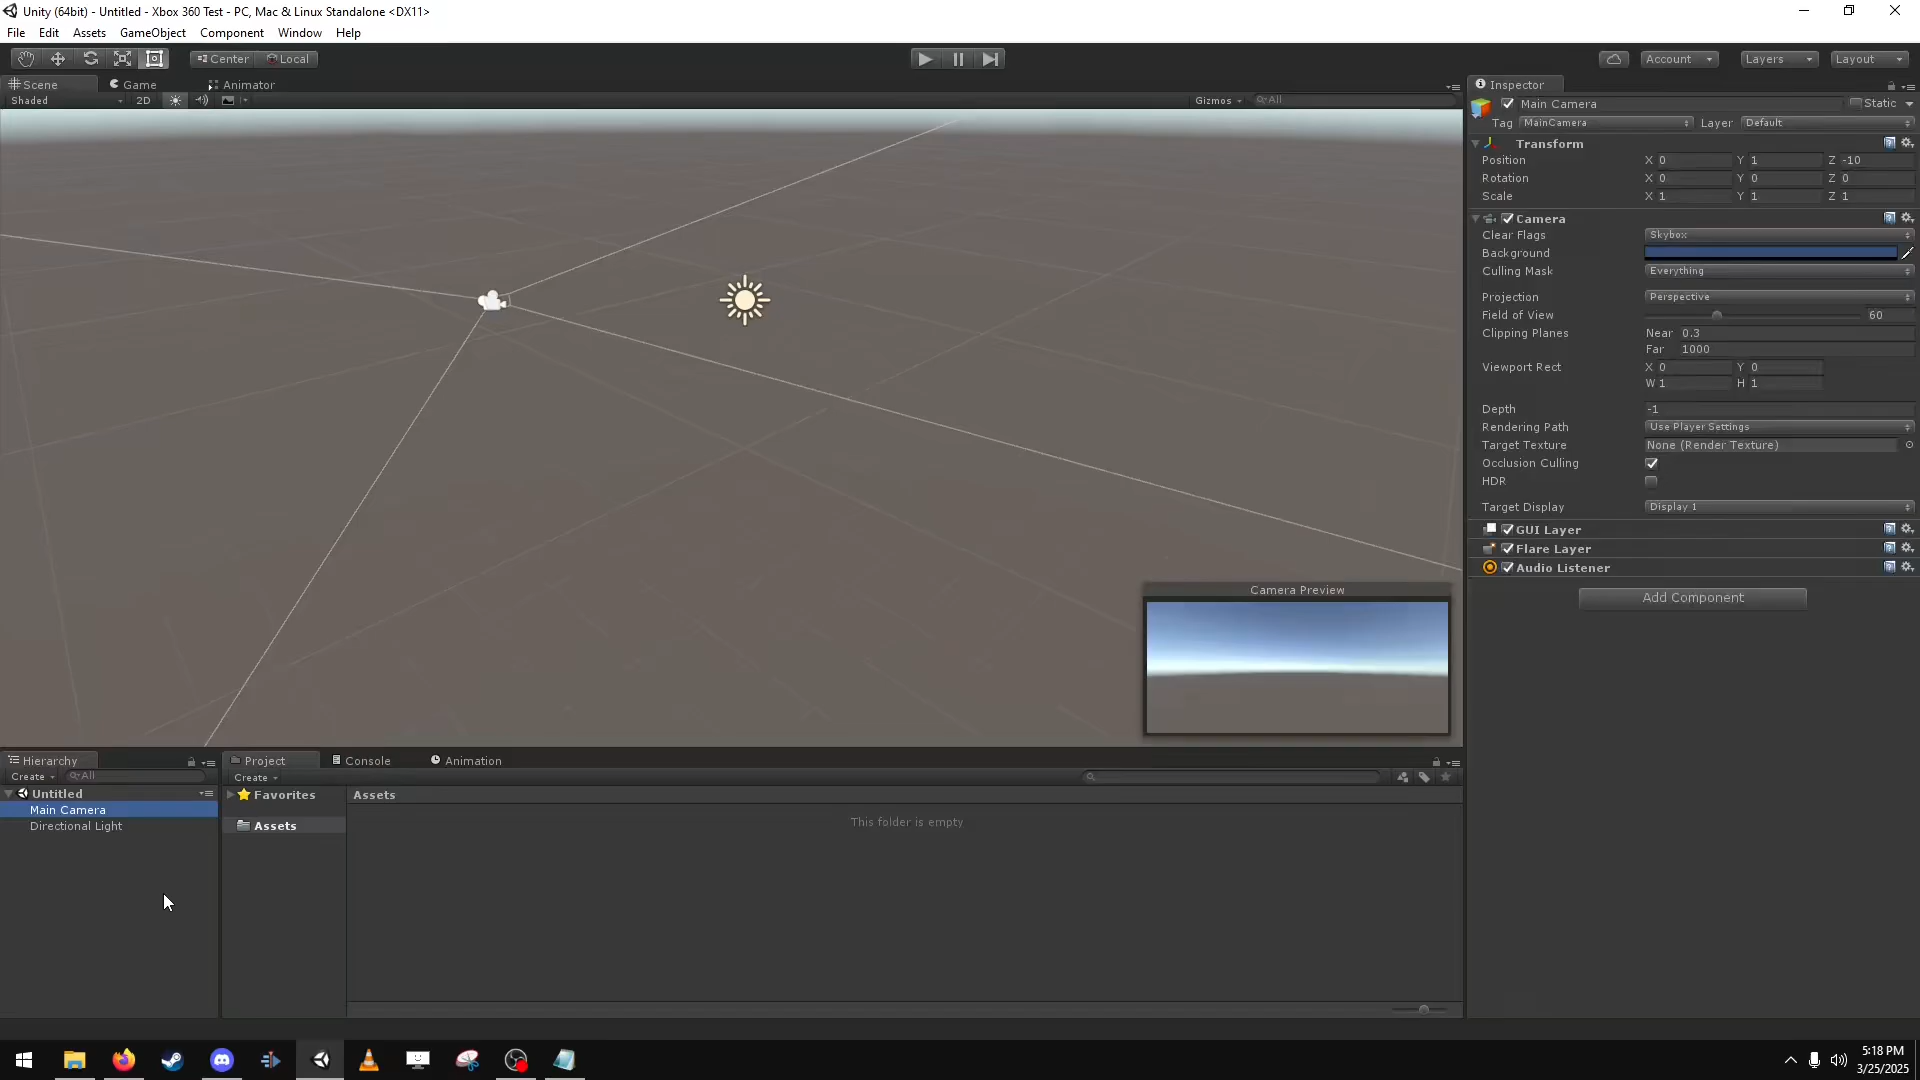 Unity (64bit) - Untitled - Xbox 360 Test - PC, Mac & Linux Standalone <DX11>
File Edit Assets GameObject Component Window Help
Center Local Account Layers Layout
Scene Game Animator
Shaded 2D Gizmos All
Inspector
Main Camera Static
Tag MainCamera Layer Default
Transform
Position X 0 Y 1 Z -10
Rotation X 0 Y 0 Z 0
Scale X 1 Y 1 Z 1
Camera
Clear Flags Skybox
Background
Culling Mask Everything
Projection Perspective
Field of View 60
Clipping Planes Near 0.3
Far 1000
Viewport Rect X 0 Y 0
W 1 H 1
Depth -1
Rendering Path Use Player Settings
Target Texture None (Render Texture)
Occlusion Culling
HDR
Target Display Display 1
GUI Layer
Flare Layer
Audio Listener
Add Component
Camera Preview
Hierarchy
Create All
Untitled
Main Camera
Directional Light
Project Console Animation
Create
Favorites
Assets
Assets
This folder is empty
5:18 PM
3/25/2025